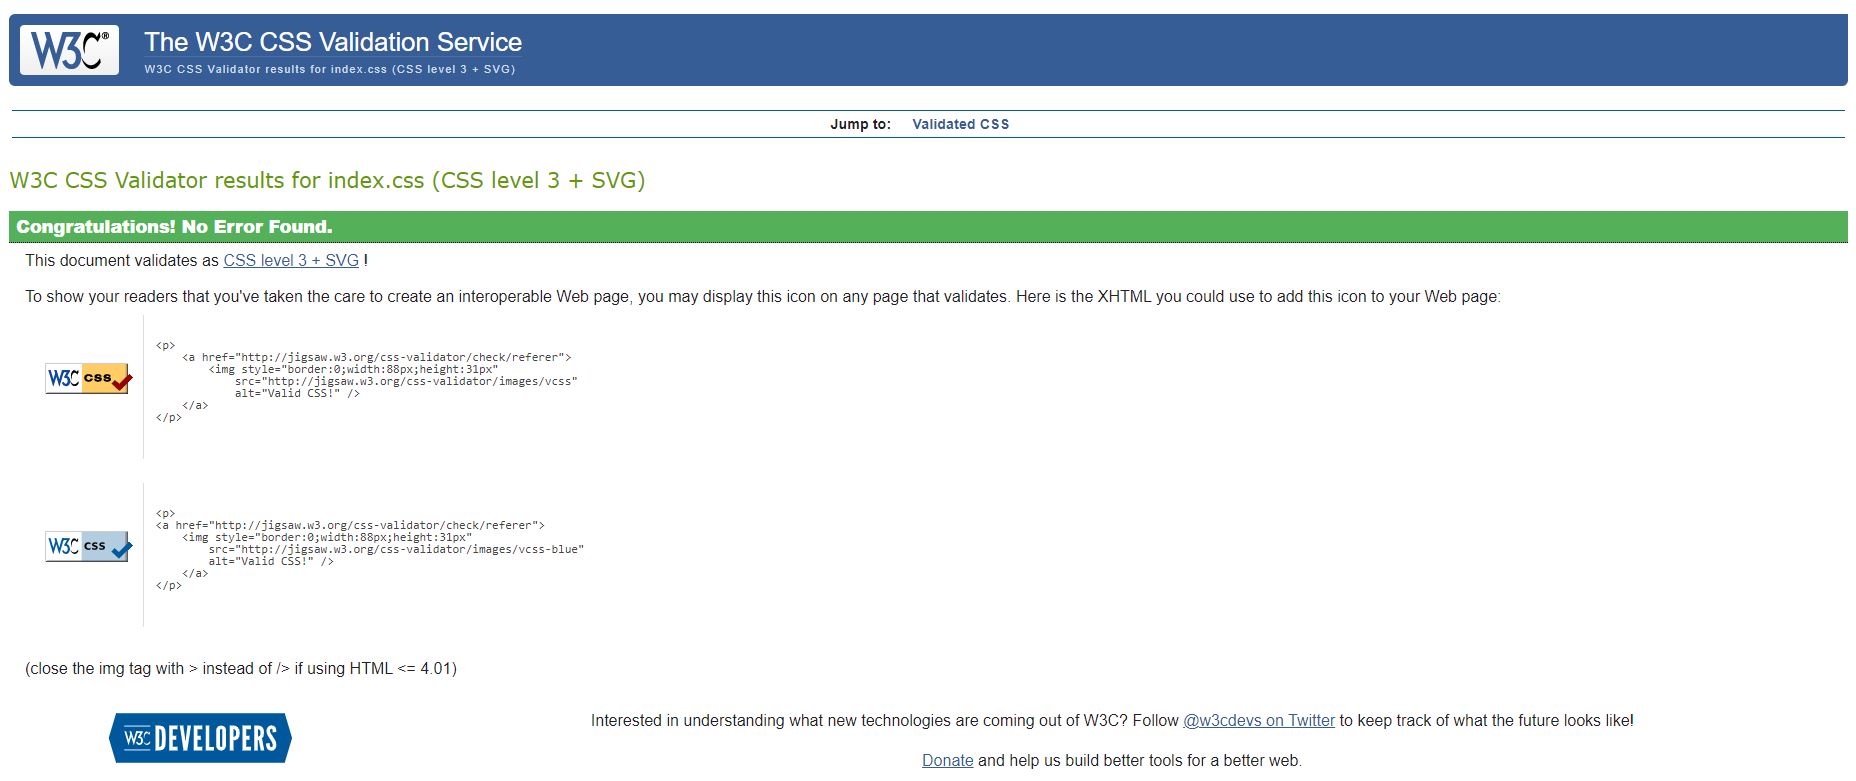 W3C®
The W3C CSS Validation Service
W3C CSS Validator results for index.css (CSS level 3 + SVG)
Jump to: Validated CSS
W3C CSS Validator results for index.css (CSS level 3 + SVG)
Congratulations! No Error Found.
This document validates as CSS level 3 + SVG !
To show your readers that you've taken the care to create an interoperable Web page, you may display this icon on any page that validates. Here is the XHTML you could use to add this icon to your Web page:
W3C css
<p>
<a href="http://jigsaw.w3.org/css-validator/check/referer">
<img style="border:0;width:88px;height:31px"
src="http://jigsaw.w3.org/css-validator/images/vcss"
alt="Valid CSS!" />
</a>
</p>
W3C css
<p>
<a href="http://jigsaw.w3.org/css-validator/check/referer">
<img style="border:0;width:88px;height:31px"
src="http://jigsaw.w3.org/css-validator/images/vcss-blue"
alt="Valid CSS!" />
</a>
</p>
(close the img tag with > instead of /> if using HTML <= 4.01)
W3C DEVELOPERS
Interested in understanding what new technologies are coming out of W3C? Follow @w3cdevs on Twitter to keep track of what the future looks like!
Donate and help us build better tools for a better web.